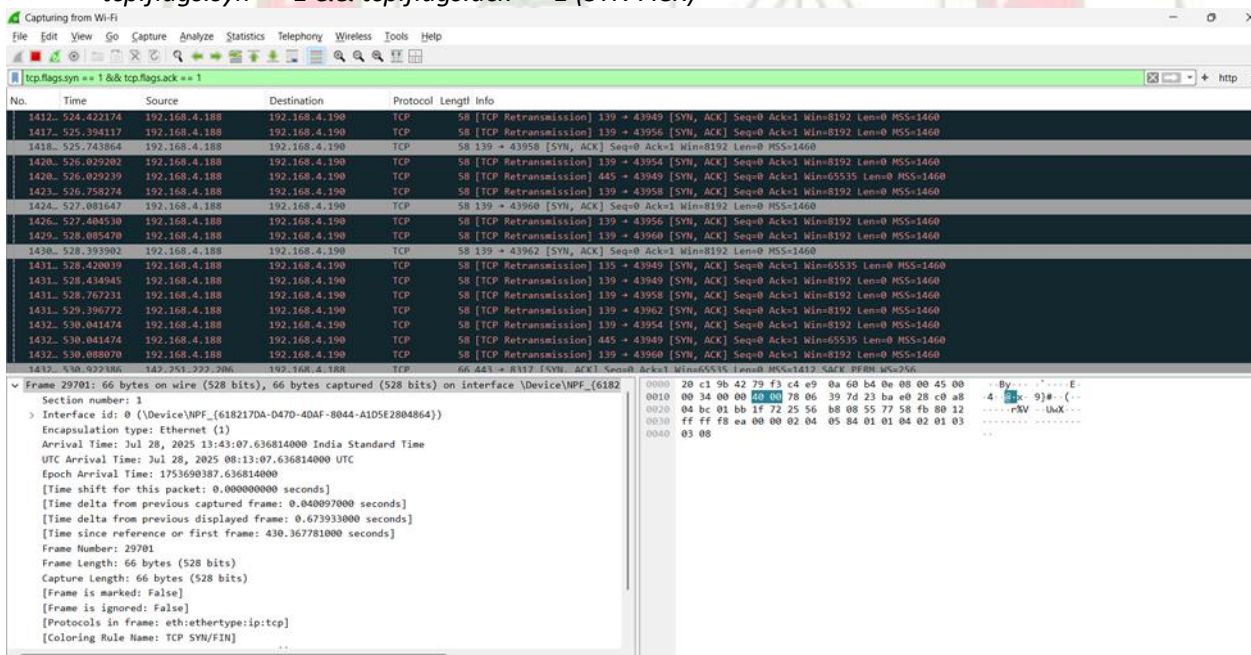 Capturing from Wi-Fi
File Edit View Go Capture Analyze Statistics Telephony Wireless Tools Help
tcp.flags.syn == 1 && tcp.flags.ack == 1 + http
No. Time Source Destination Protocol Lengtl Info
1412… 524.422174 192.168.4.188 192.168.4.190 TCP 58 [TCP Retransmission] 139 → 43949 [SYN, ACK] Seq=0 Ack=1 Win=8192 Len=0 MSS=1460
1417… 525.394117 192.168.4.188 192.168.4.190 TCP 58 [TCP Retransmission] 139 → 43956 [SYN, ACK] Seq=0 Ack=1 Win=8192 Len=0 MSS=1460
1418… 525.743864 192.168.4.188 192.168.4.190 TCP 58 139 → 43958 [SYN, ACK] Seq=0 Ack=1 Win=8192 Len=0 MSS=1460
1420… 526.029202 192.168.4.188 192.168.4.190 TCP 58 [TCP Retransmission] 139 → 43954 [SYN, ACK] Seq=0 Ack=1 Win=8192 Len=0 MSS=1460
1420… 526.029239 192.168.4.188 192.168.4.190 TCP 58 [TCP Retransmission] 445 → 43949 [SYN, ACK] Seq=0 Ack=1 Win=65535 Len=0 MSS=1460
1423… 526.758274 192.168.4.188 192.168.4.190 TCP 58 [TCP Retransmission] 139 → 43958 [SYN, ACK] Seq=0 Ack=1 Win=8192 Len=0 MSS=1460
1424… 527.081647 192.168.4.188 192.168.4.190 TCP 58 139 → 43960 [SYN, ACK] Seq=0 Ack=1 Win=8192 Len=0 MSS=1460
1426… 527.404530 192.168.4.188 192.168.4.190 TCP 58 [TCP Retransmission] 139 → 43956 [SYN, ACK] Seq=0 Ack=1 Win=8192 Len=0 MSS=1460
1429… 528.085470 192.168.4.188 192.168.4.190 TCP 58 [TCP Retransmission] 139 → 43960 [SYN, ACK] Seq=0 Ack=1 Win=8192 Len=0 MSS=1460
1430… 528.393902 192.168.4.188 192.168.4.190 TCP 58 139 → 43962 [SYN, ACK] Seq=0 Ack=1 Win=8192 Len=0 MSS=1460
1431… 528.420039 192.168.4.188 192.168.4.190 TCP 58 [TCP Retransmission] 135 → 43949 [SYN, ACK] Seq=0 Ack=1 Win=65535 Len=0 MSS=1460
1431… 528.434945 192.168.4.188 192.168.4.190 TCP 58 [TCP Retransmission] 139 → 43949 [SYN, ACK] Seq=0 Ack=1 Win=8192 Len=0 MSS=1460
1431… 528.767231 192.168.4.188 192.168.4.190 TCP 58 [TCP Retransmission] 139 → 43958 [SYN, ACK] Seq=0 Ack=1 Win=8192 Len=0 MSS=1460
1431… 529.396772 192.168.4.188 192.168.4.190 TCP 58 [TCP Retransmission] 139 → 43962 [SYN, ACK] Seq=0 Ack=1 Win=8192 Len=0 MSS=1460
1432… 530.041474 192.168.4.188 192.168.4.190 TCP 58 [TCP Retransmission] 139 → 43954 [SYN, ACK] Seq=0 Ack=1 Win=8192 Len=0 MSS=1460
1432… 530.041474 192.168.4.188 192.168.4.190 TCP 58 [TCP Retransmission] 445 → 43949 [SYN, ACK] Seq=0 Ack=1 Win=65535 Len=0 MSS=1460
1432… 530.088070 192.168.4.188 192.168.4.190 TCP 58 [TCP Retransmission] 139 → 43960 [SYN, ACK] Seq=0 Ack=1 Win=8192 Len=0 MSS=1460
1432… 530.922386 142.251.222.206 192.168.4.188 TCP 66 443 → 8317 [SYN, ACK] Seq=0 Ack=1 Win=65535 Len=0 MSS=1412 SACK_PERM WS=256
Frame 29701: 66 bytes on wire (528 bits), 66 bytes captured (528 bits) on interface \Device\NPF_{6182
Section number: 1
Interface id: 0 (\Device\NPF_{618217DA-D47D-4DAF-8044-A1D5E2804864})
Encapsulation type: Ethernet (1)
Arrival Time: Jul 28, 2025 13:43:07.636814000 India Standard Time
UTC Arrival Time: Jul 28, 2025 08:13:07.636814000 UTC
Epoch Arrival Time: 1753690387.636814000
[Time shift for this packet: 0.000000000 seconds]
[Time delta from previous captured frame: 0.040097000 seconds]
[Time delta from previous displayed frame: 0.673933000 seconds]
[Time since reference or first frame: 430.367781000 seconds]
Frame Number: 29701
Frame Length: 66 bytes (528 bits)
Capture Length: 66 bytes (528 bits)
[Frame is marked: False]
[Frame is ignored: False]
[Protocols in frame: eth:ethertype:ip:tcp]
[Coloring Rule Name: TCP SYN/FIN]
0000 20 c1 9b 42 79 f3 c4 e9 0a 60 b4 0e 08 00 45 00 ··By···· ·`····E·
0010 00 34 00 00 40 00 78 06 39 7d 23 ba e0 28 c0 a8 ·4··@·x· 9}#··(··
0020 04 bc 01 bb 1f 72 25 56 b8 08 55 77 58 fb 80 12 ·····r%V ··UwX···
0030 ff ff f8 ea 00 00 02 04 05 84 01 01 04 02 01 03 ········ ········
0040 03 08 ··